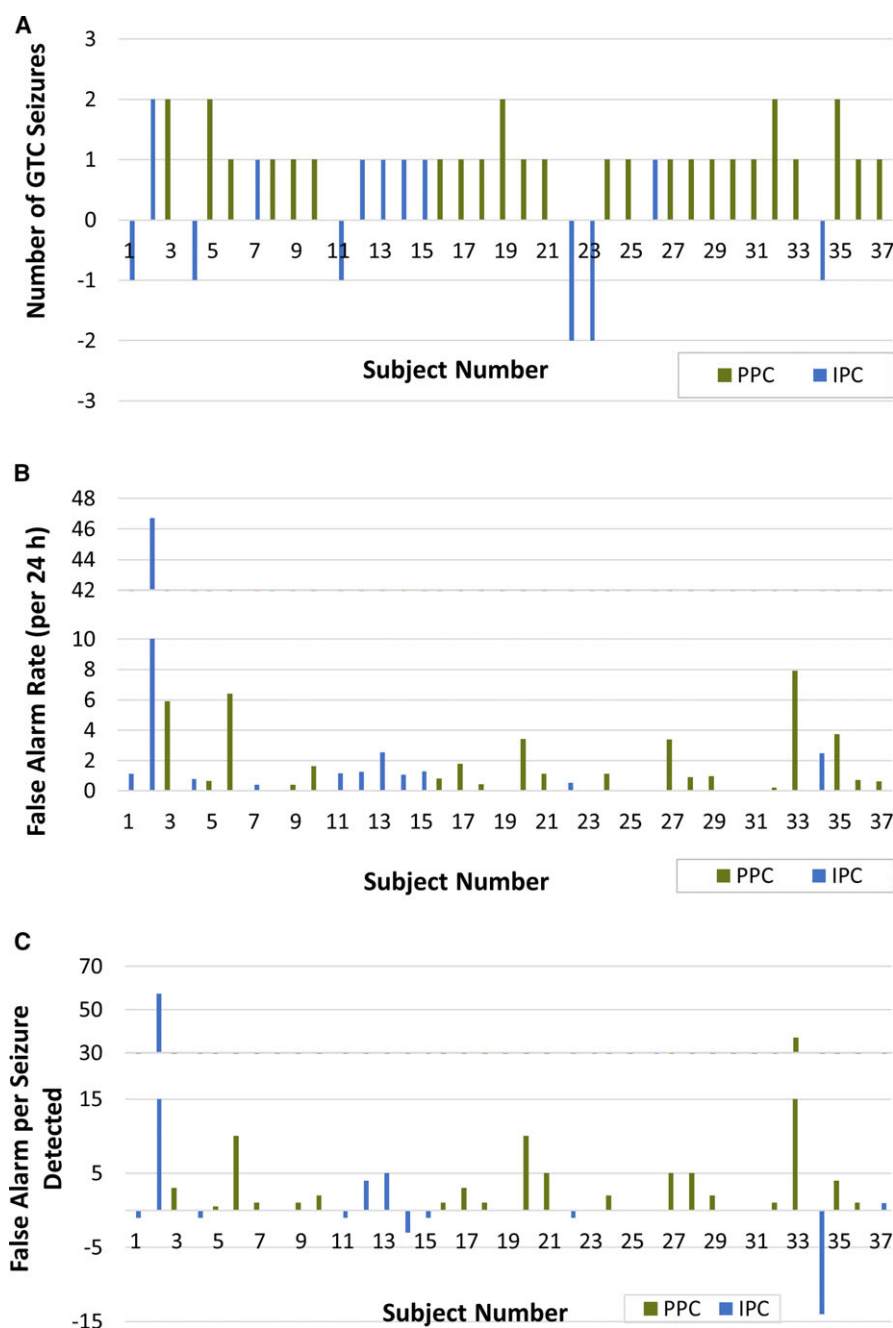 A
Number of GTC Seizures
3
2
1
0
-1
-2
-3
1 3 5 7 9 11 13 15 17 19 21 23 25 27 29 31 33 35 37
Subject Number
PPC IPC
B
False Alarm Rate (per 24 h)
48
46
44
42
10
8
6
4
2
0
1 3 5 7 9 11 13 15 17 19 21 23 25 27 29 31 33 35 37
Subject Number
PPC IPC
C
False Alarm per Seizure
Detected
70
50
30
15
5
-5
-15
1 3 5 7 9 11 13 15 17 19 21 23 25 27 29 31 33 35 37
Subject Number
PPC IPC